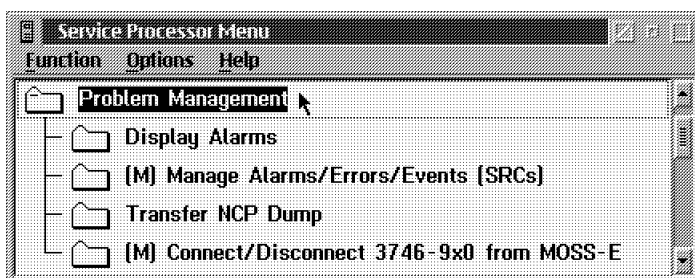 Service Processor Menu
Function Options Help
Problem Management
Display Alarms
(M) Manage Alarms/Errors/Events (SRCs)
Transfer NCP Dump
(M) Connect/Disconnect 3746-9x0 from MOSS-E